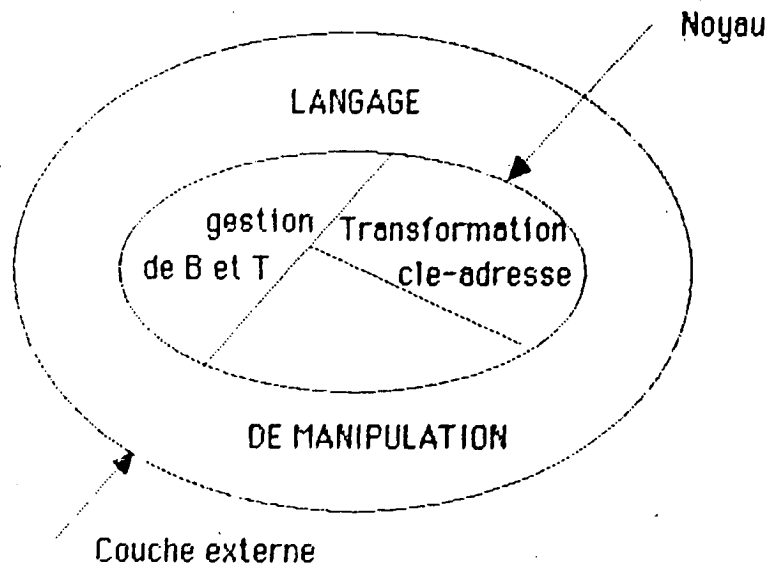 Noyau
LANGAGE
gestion
de B et T
Transformation
cle-adresse
DE MANIPULATION
Couche externe